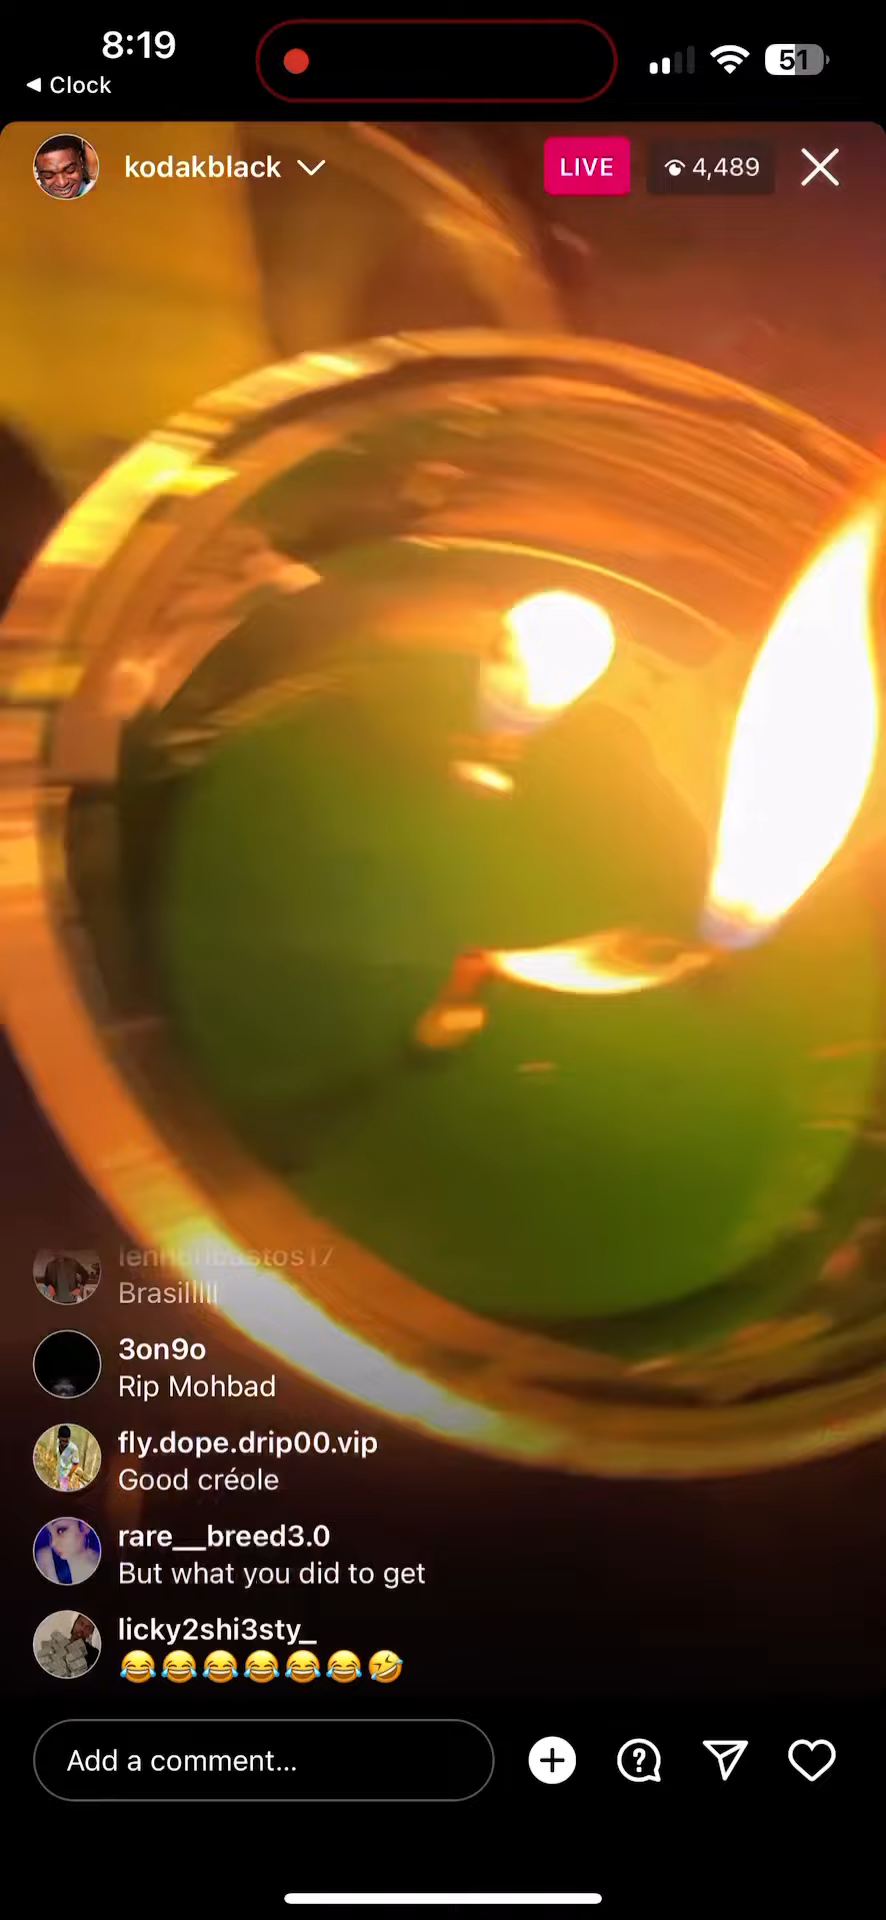 8:19
51
◀ Clock
kodakblack
LIVE
4,489
Brasilllll
3on9o
Rip Mohbad
fly.dope.drip00.vip
Good créole
rare__breed3.0
But what you did to get
licky2shi3sty_
😂😂😂😂😂😂🤣
Add a comment...